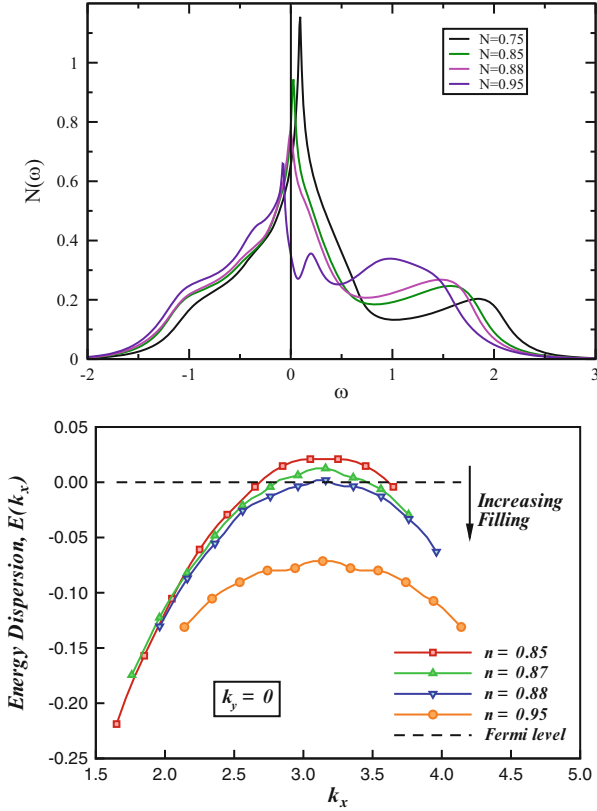 N=0.75
N=0.85
N=0.88
N=0.95
N(ω)
1
0.8
0.6
0.4
0.2
0
-2 -1 0 1 2 3
ω
Energy Dispersion, E(kx)
0.05
0.00
-0.05
-0.10
-0.15
-0.20
-0.25
Increasing
Filling
ky = 0
n = 0.85
n = 0.87
n = 0.88
n = 0.95
Fermi level
1.5 2.0 2.5 3.0 3.5 4.0 4.5 5.0
kx